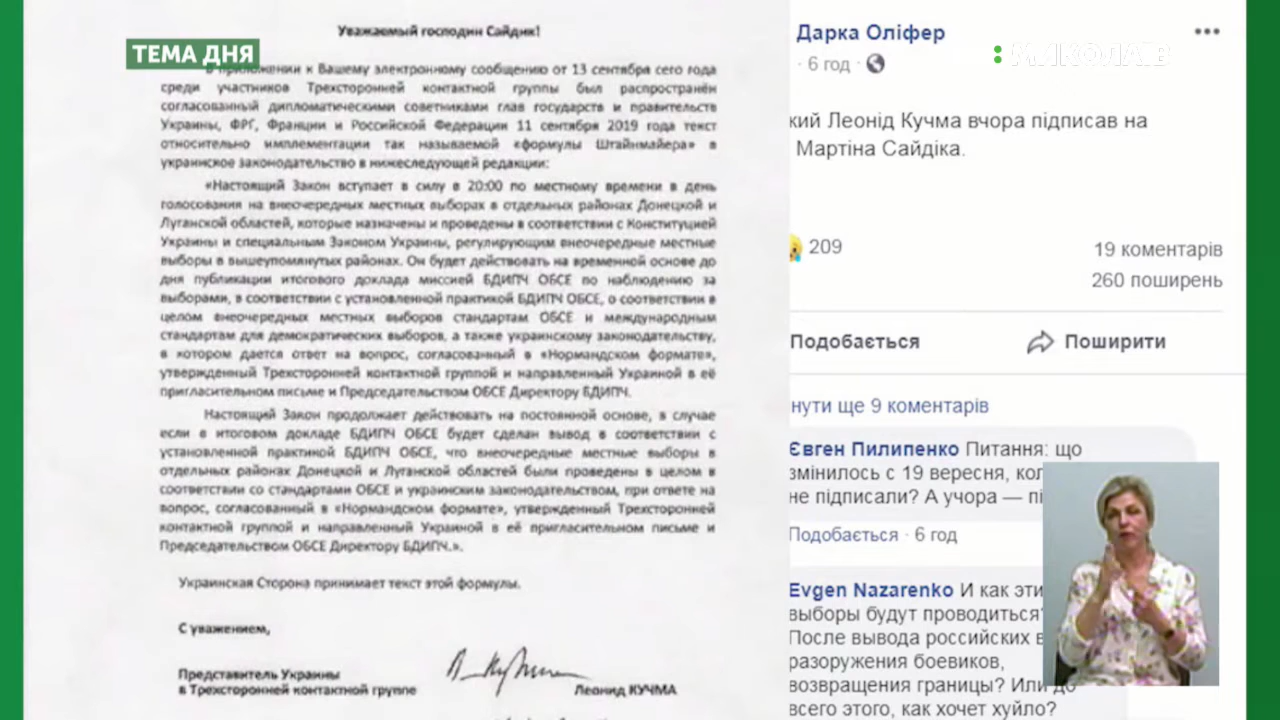 ТЕМА ДНЯ
МИКОЛАЇВ
Уважаемый господин Сайдик!
В приложении к Вашему электронному сообщению от 13 сентября сего года
среди участников Трехсторонней контактной группы был распространён
согласованный дипломатическими советниками глав государств и правительств
Украины, ФРГ, Франции и Российской Федерации 11 сентября 2019 года текст
относительно имплементации так называемой «формулы Штайнмайера» в
украинское законодательство в нижеследующей редакции:
«Настоящий Закон вступает в силу в 20:00 по местному времени в день
голосования на внеочередных местных выборах в отдельных районах Донецкой и
Луганской областей, которые назначены и проведены в соответствии с Конституцией
Украины и специальным Законом Украины, регулирующим внеочередные местные
выборы в вышеупомянутых районах. Он будет действовать на временной основе до
дня публикации итогового доклада миссией БДИПЧ ОБСЕ по наблюдению за
выборами, в соответствии с установленной практикой БДИПЧ ОБСЕ, о соответствии в
целом внеочередных местных выборов стандартам ОБСЕ и международным
стандартам для демократических выборов, а также украинскому законодательству,
в котором дается ответ на вопрос, согласованный в «Нормандском формате»,
утвержденный Трехсторонней контактной группой и направленный Украиной в её
пригласительном письме и Председательством ОБСЕ Директору БДИПЧ.
Настоящий Закон продолжает действовать на постоянной основе, в случае
если в итоговом докладе БДИПЧ ОБСЕ будет сделан вывод в соответствии с
установленной практикой БДИПЧ ОБСЕ, что внеочередные местные выборы в
отдельных районах Донецкой и Луганской областей были проведены в целом в
соответствии со стандартами ОБСЕ и украинским законодательством, при ответе на
вопрос, согласованный в «Нормандском формате», утвержденный Трехсторонней
контактной группой и направленный Украиной в её пригласительном письме и
Председательством ОБСЕ Директору БДИПЧ.».
Украинская Сторона принимает текст этой формулы.
С уважением,
Представитель Украины
в Трехсторонней контактной группе
Леонид КУЧМА
Дарка Оліфер
· 6 год ·
кий Леонід Кучма вчора підписав на
Мартіна Сайдіка.
209
19 коментарів
260 поширень
Подобається
Поширити
нути ще 9 коментарів
Євген Пилипенко Питання: що
змінилось с 19 вересня, кол
не підписали? А учора — пі
Подобається · 6 год
Evgen Nazarenko И как эти
выборы будут проводиться?
После вывода российских в
разоружения боевиков,
возвращения границы? Или до
всего этого, как хочет хуйло?